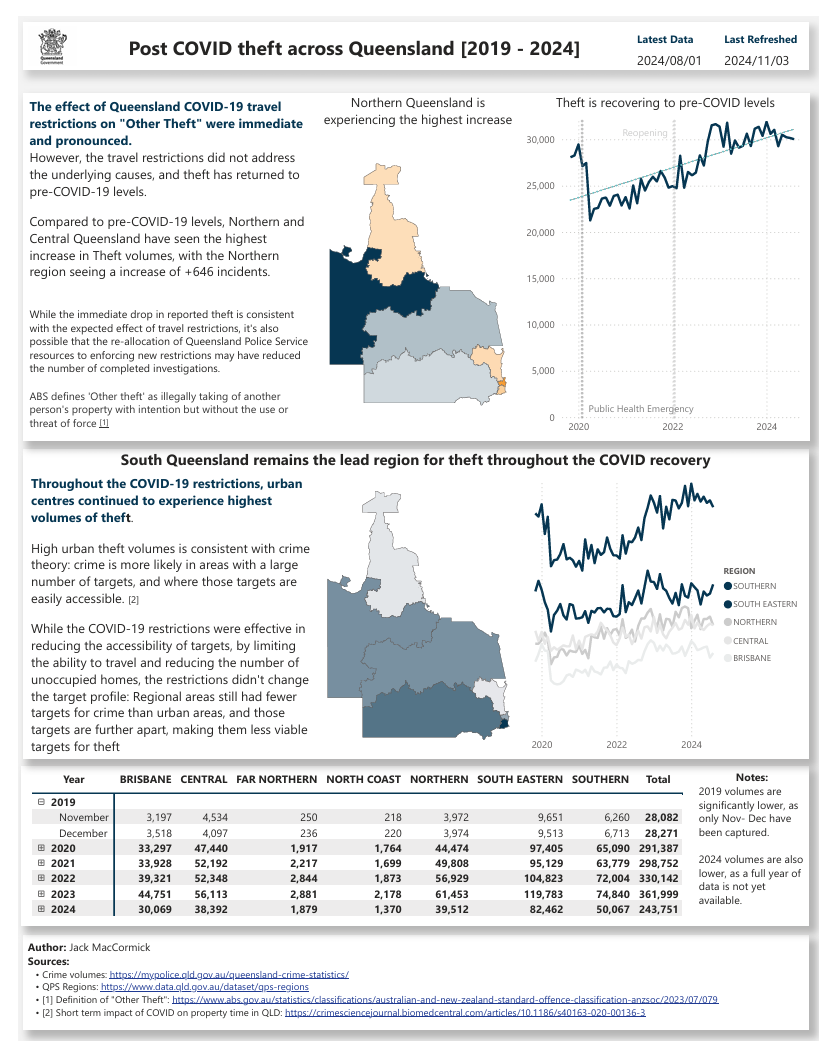 Queensland
Government
Post COVID theft across Queensland [2019 - 2024]
Latest Data
Last Refreshed
2024/08/01
2024/11/03
The effect of Queensland COVID-19 travel
restrictions on "Other Theft" were immediate
and pronounced.
However, the travel restrictions did not address
the underlying causes, and theft has returned to
pre-COVID-19 levels.
Compared to pre-COVID-19 levels, Northern and
Central Queensland have seen the highest
increase in Theft volumes, with the Northern
region seeing a increase of +646 incidents.
While the immediate drop in reported theft is consistent
with the expected effect of travel restrictions, it's also
possible that the re-allocation of Queensland Police Service
resources to enforcing new restrictions may have reduced
the number of completed investigations.
ABS defines 'Other theft' as illegally taking of another
person's property with intention but without the use or
threat of force [1]
Northern Queensland is
experiencing the highest increase
Theft is recovering to pre-COVID levels
Reopening
30,000
25,000
20,000
15,000
10,000
5,000
0
Public Health Emergency
2020 2022 2024
South Queensland remains the lead region for theft throughout the COVID recovery
Throughout the COVID-19 restrictions, urban
centres continued to experience highest
volumes of theft.
High urban theft volumes is consistent with crime
theory: crime is more likely in areas with a large
number of targets, and where those targets are
easily accessible. [2]
While the COVID-19 restrictions were effective in
reducing the accessibility of targets, by limiting
the ability to travel and reducing the number of
unoccupied homes, the restrictions didn't change
the target profile: Regional areas still had fewer
targets for crime than urban areas, and those
targets are further apart, making them less viable
targets for theft
2020 2022 2024
REGION
SOUTHERN
SOUTH EASTERN
NORTHERN
CENTRAL
BRISBANE
Year BRISBANE CENTRAL FAR NORTHERN NORTH COAST NORTHERN SOUTH EASTERN SOUTHERN Total
2019
November 3,197 4,534 250 218 3,972 9,651 6,260 28,082
December 3,518 4,097 236 220 3,974 9,513 6,713 28,271
2020 33,297 47,440 1,917 1,764 44,474 97,405 65,090 291,387
2021 33,928 52,192 2,217 1,699 49,808 95,129 63,779 298,752
2022 39,321 52,348 2,844 1,873 56,929 104,823 72,004 330,142
2023 44,751 56,113 2,881 2,178 61,453 119,783 74,840 361,999
2024 30,069 38,392 1,879 1,370 39,512 82,462 50,067 243,751
Notes:
2019 volumes are
significantly lower, as
only Nov- Dec have
been captured.
2024 volumes are also
lower, as a full year of
data is not yet
available.
Author: Jack MacCormick
Sources:
• Crime volumes: https://mypolice.qld.gov.au/queensland-crime-statistics/
• QPS Regions: https://www.data.qld.gov.au/dataset/qps-regions
• [1] Definition of "Other Theft": https://www.abs.gov.au/statistics/classifications/australian-and-new-zealand-standard-offence-classification-anzsoc/2023/07/079
• [2] Short term impact of COVID on property time in QLD: https://crimesciencejournal.biomedcentral.com/articles/10.1186/s40163-020-00136-3